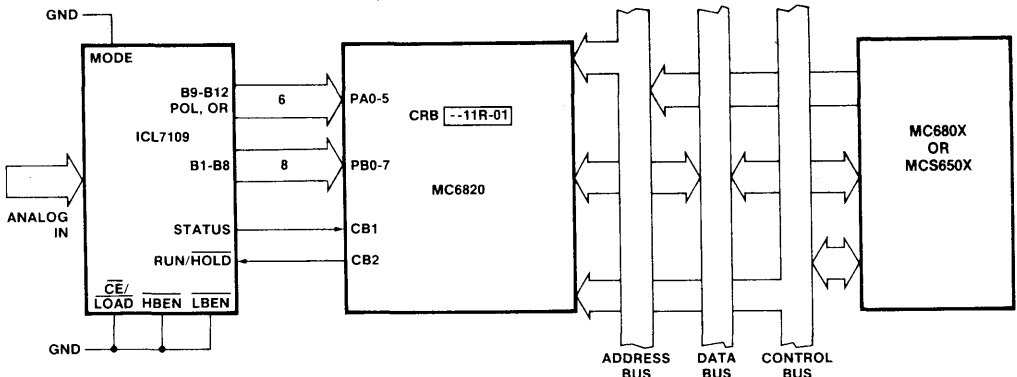 GND
MODE
B9-B12
POL, OR
6
ICL7109
B1-B8
8
ANALOG
IN
STATUS
RUN/HOLD
CE/
LOAD HBEN LBEN
GND
PA0-5
CRB --11R-01
PB0-7
MC6820
CB1
CB2
MC680X
OR
MCS650X
ADDRESS
BUS
DATA
BUS
CONTROL
BUS